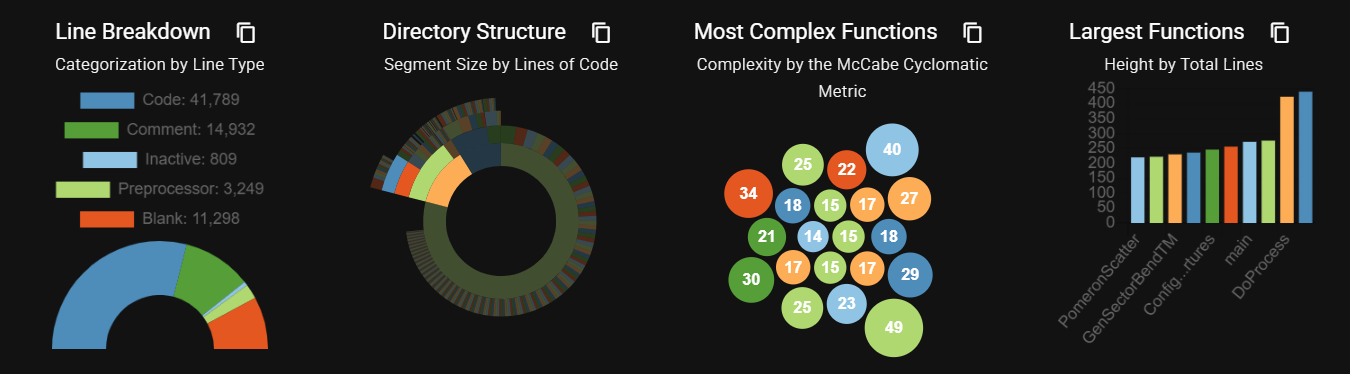 Line Breakdown
Categorization by Line Type
Code: 41,789
Comment: 14,932
Inactive: 809
Preprocessor: 3,249
Blank: 11,298
Directory Structure
Segment Size by Lines of Code
Most Complex Functions
Complexity by the McCabe Cyclomatic
Metric
40
25
22
34
27
18
15
17
21
14
15
18
17
15
17
30
29
25
23
49
Largest Functions
Height by Total Lines
450
400
350
300
250
200
150
100
50
0
PomeronScatter
GenSectorBendTM
Config...rtures
main
DoProcess